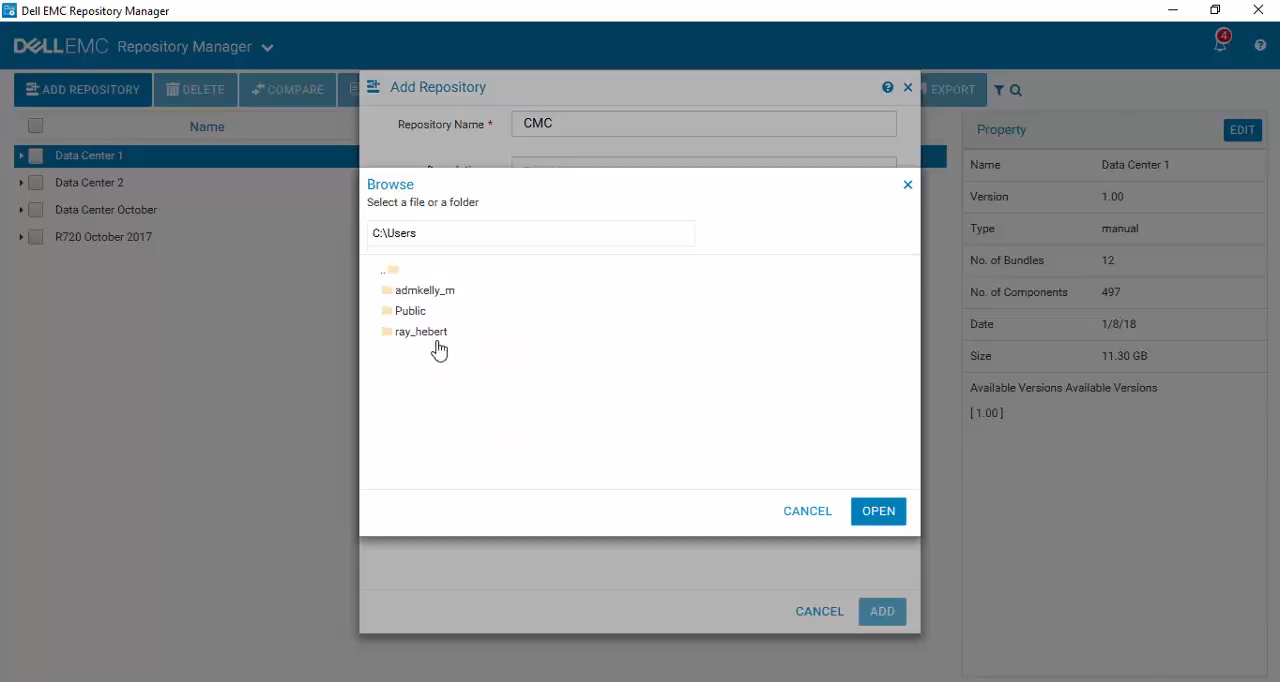 Dell EMC Repository Manager
DELLEMC Repository Manager
4
ADD REPOSITORY
DELETE
COMPARE
EXPORT
Name
Data Center 1
Data Center 2
Data Center October
R720 October 2017
Add Repository
Repository Name *
CMC
Browse
Select a file or a folder
C:\Users
..
admkelly_m
Public
ray_hebert
CANCEL
OPEN
CANCEL
ADD
Property
EDIT
Name Data Center 1
Version 1.00
Type manual
No. of Bundles 12
No. of Components 497
Date 1/8/18
Size 11.30 GB
Available Versions Available Versions
[ 1.00 ]